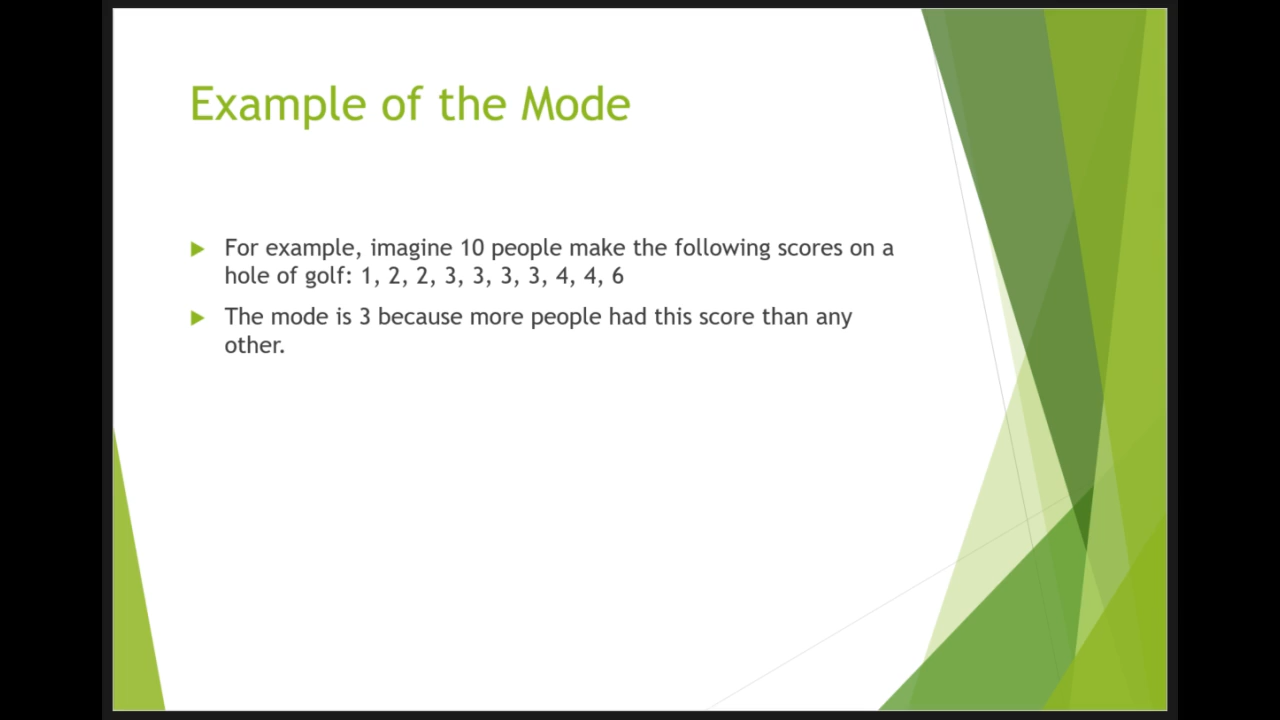 Example of the Mode
For example, imagine 10 people make the following scores on a
hole of golf: 1, 2, 2, 3, 3, 3, 3, 4, 4, 6
The mode is 3 because more people had this score than any
other.